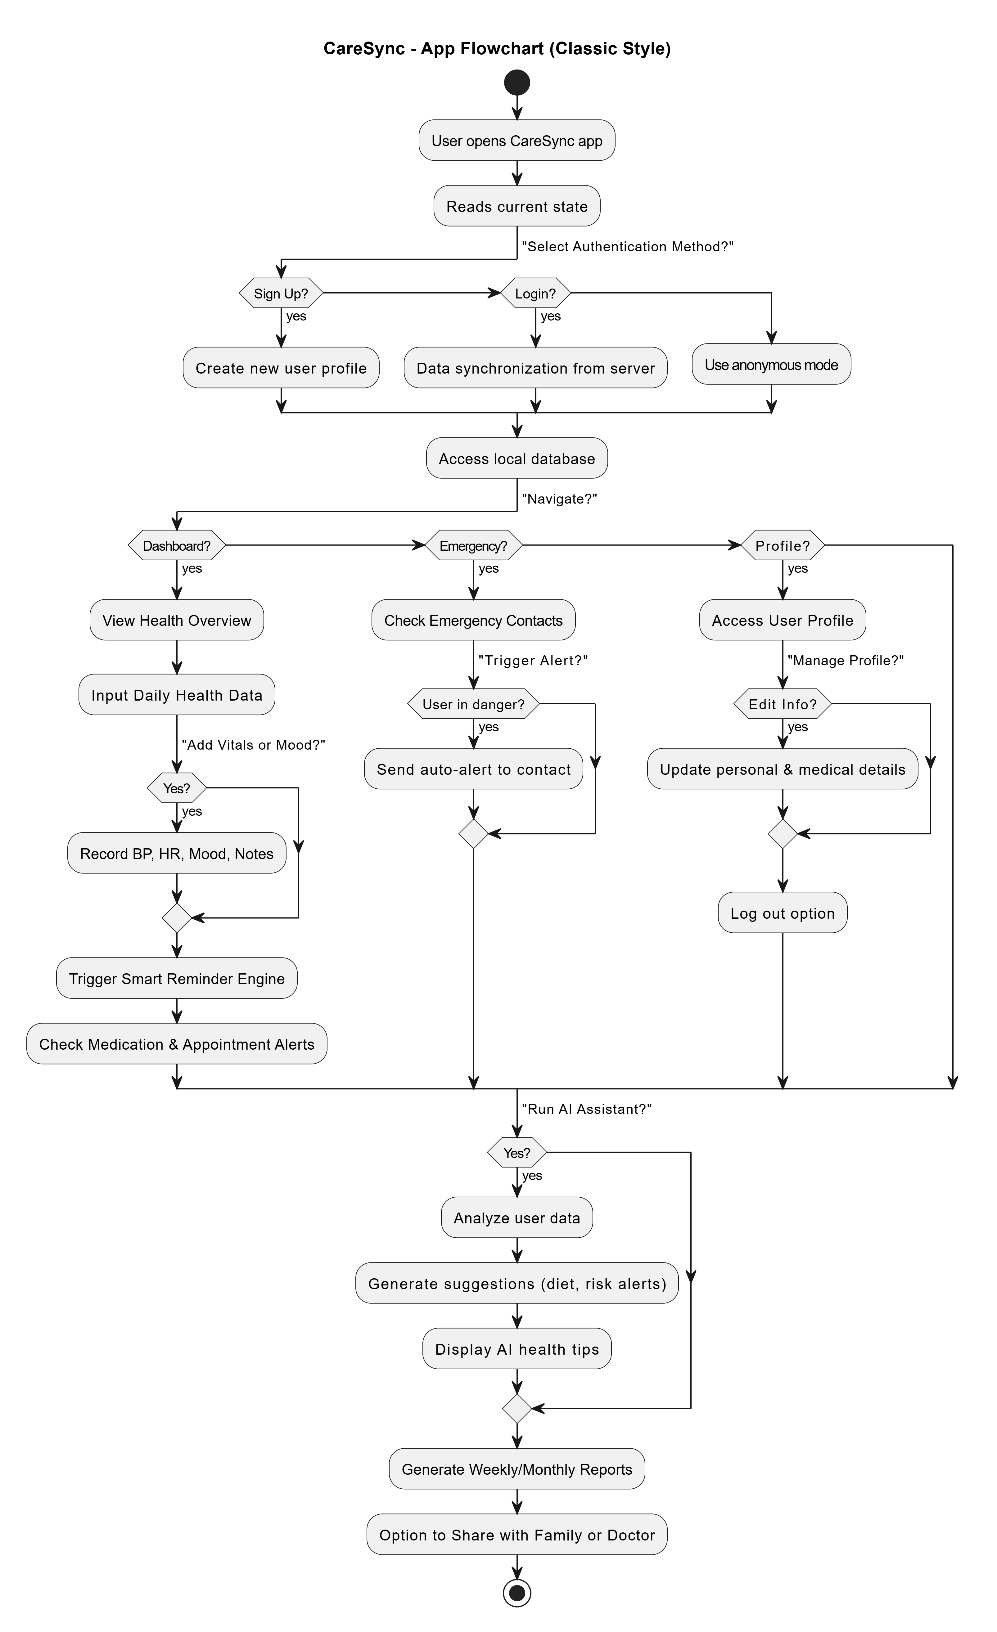 CareSync - App Flowchart (Classic Style)
User opens CareSync app
Reads current state
"Select Authentication Method?"
Sign Up?
Login?
yes
yes
Create new user profile
Data synchronization from server
Use anonymous mode
Access local database
"Navigate?"
Dashboard?
Emergency?
Profile?
yes
yes
yes
View Health Overview
Check Emergency Contacts
Access User Profile
"Trigger Alert?"
"Manage Profile?"
Input Daily Health Data
User in danger?
Edit Info?
yes
yes
"Add Vitals or Mood?"
Send auto-alert to contact
Update personal & medical details
Yes?
yes
Record BP, HR, Mood, Notes
Log out option
Trigger Smart Reminder Engine
Check Medication & Appointment Alerts
"Run AI Assistant?"
Yes?
yes
Analyze user data
Generate suggestions (diet, risk alerts)
Display AI health tips
Generate Weekly/Monthly Reports
Option to Share with Family or Doctor